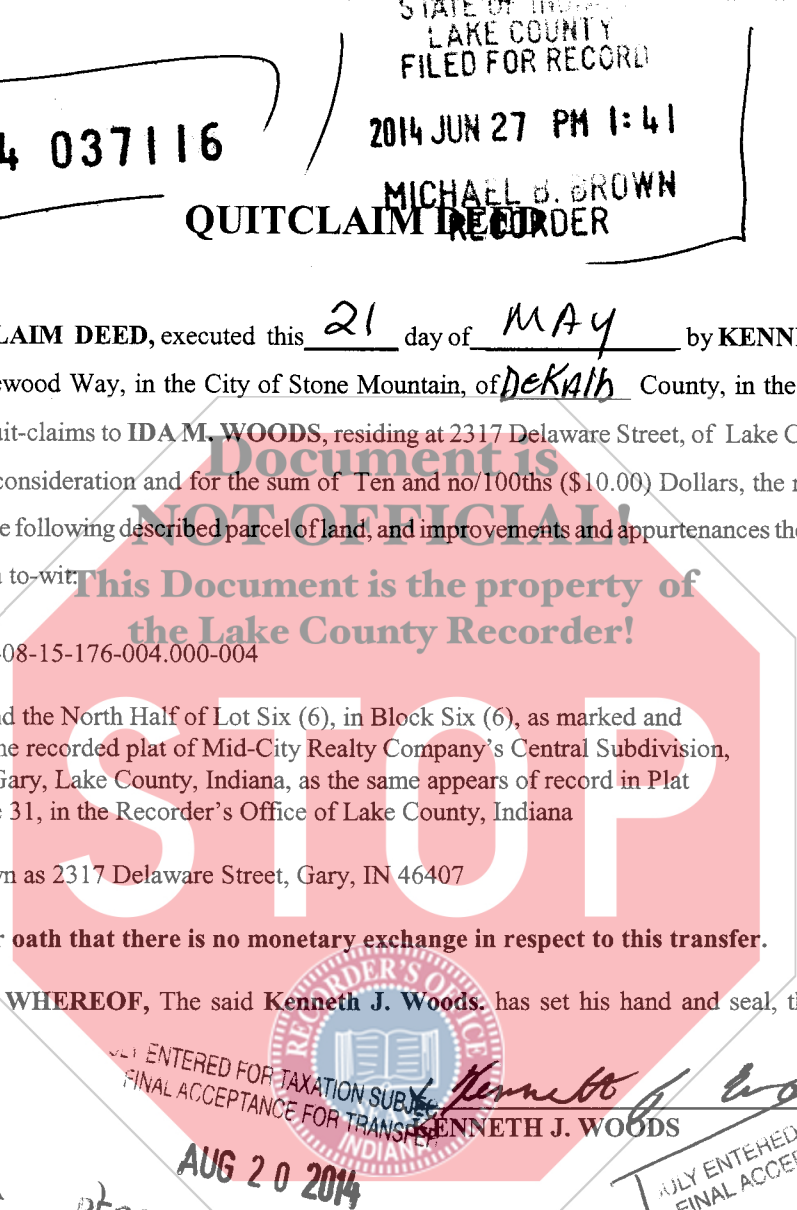 STATE OF
LAKE COUNTY
FILED FOR RECORD
4 037116
2014 JUN 27 PM 1:41
MICHAEL B. BROWN
RECORDER
QUITCLAIM DEED
LAIM DEED, executed this 21 day of MAY by KENN
ewood Way, in the City of Stone Mountain, of DeKAlb County, in the
uit-claims to IDA M. WOODS, residing at 2317 Delaware Street, of Lake C
consideration and for the sum of Ten and no/100ths ($10.00) Dollars, the
e following described parcel of land, and improvements and appurtenances the
to-wit:
Document is
NOT OFFICIAL!
This Document is the property of
the Lake County Recorder!
-08-15-176-004.000-004
nd the North Half of Lot Six (6), in Block Six (6), as marked and
he recorded plat of Mid-City Realty Company's Central Subdivision,
Gary, Lake County, Indiana, as the same appears of record in Plat
e 31, in the Recorder's Office of Lake County, Indiana
STOP
n as 2317 Delaware Street, Gary, IN 46407
r oath that there is no monetary exchange in respect to this transfer.
WHEREOF, The said Kenneth J. Woods. has set his hand and seal, t
RECORDER'S OFFICE
SEAL
INDIANA
ENTERED FOR TAXATION SUBJEC
FINAL ACCEPTANCE FOR TRANSFER
AUG 20 2014
Kenneth J
KENNETH J. WOODS
ULY ENTERED
FINAL ACCE